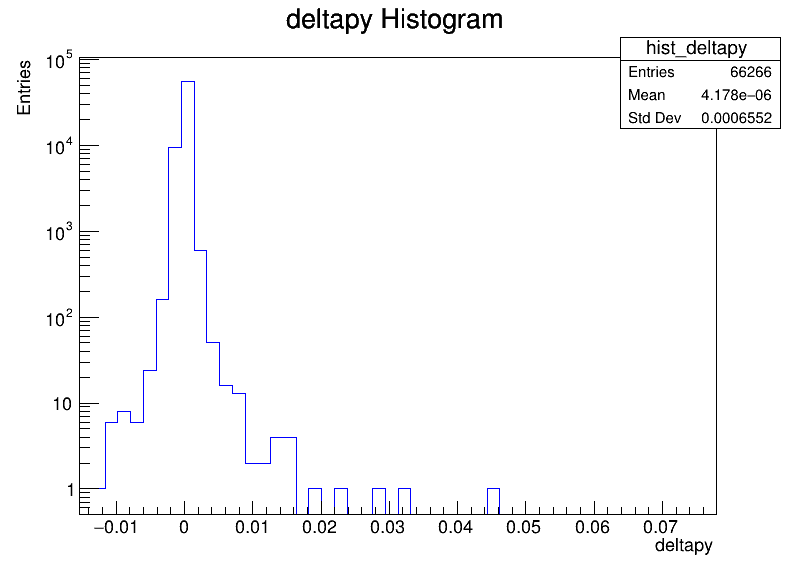 deltapy Histogram
hist_deltapy
Entries 66266
Mean 4.178e−06
Std Dev 0.0006552
Entries
10^5
10^4
10^3
10^2
10
1
−0.01 0 0.01 0.02 0.03 0.04 0.05 0.06 0.07
deltapy